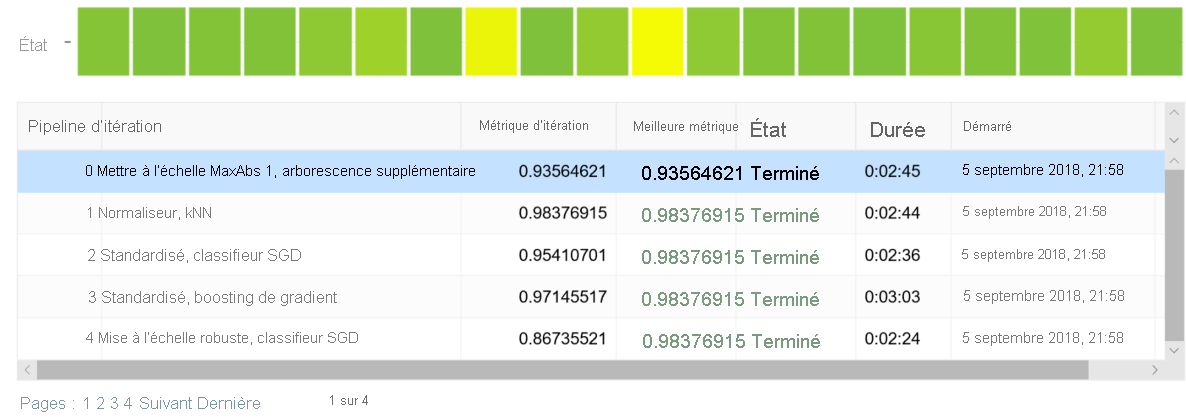 État -
Pipeline d'itération Métrique d'itération Meilleure métrique État Durée Démarré
0 Mettre à l'échelle MaxAbs 1, arborescence supplémentaire 0.93564621 0.93564621 Terminé 0:02:45 5 septembre 2018, 21:58
1 Normaliseur, kNN 0.98376915 0.98376915 Terminé 0:02:44 5 septembre 2018, 21:58
2 Standardisé, classifieur SGD 0.95410701 0.98376915 Terminé 0:02:36 5 septembre 2018, 21:58
3 Standardisé, boosting de gradient 0.97145517 0.98376915 Terminé 0:03:03 5 septembre 2018, 21:58
4 Mise à l'échelle robuste, classifieur SGD 0.86735521 0.98376915 Terminé 0:02:24 5 septembre 2018, 21:58
Pages : 1 2 3 4 Suivant Dernière 1 sur 4